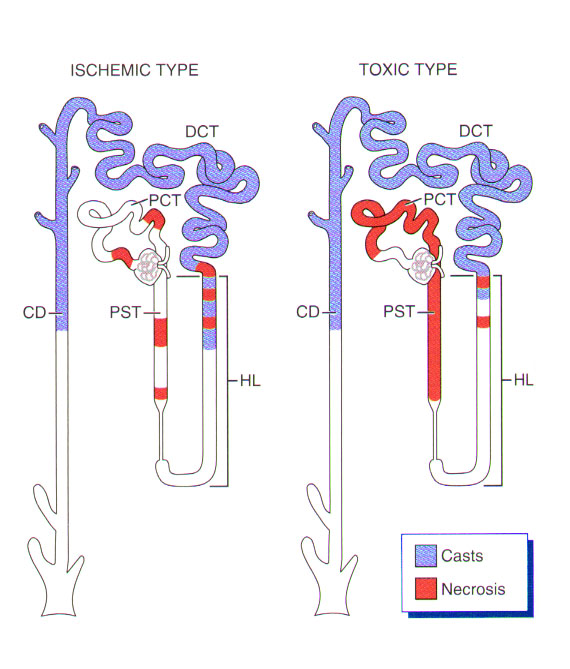 ISCHEMIC TYPE
DCT
PCT
CD
PST
HL
TOXIC TYPE
DCT
PCT
CD
PST
HL
Casts
Necrosis